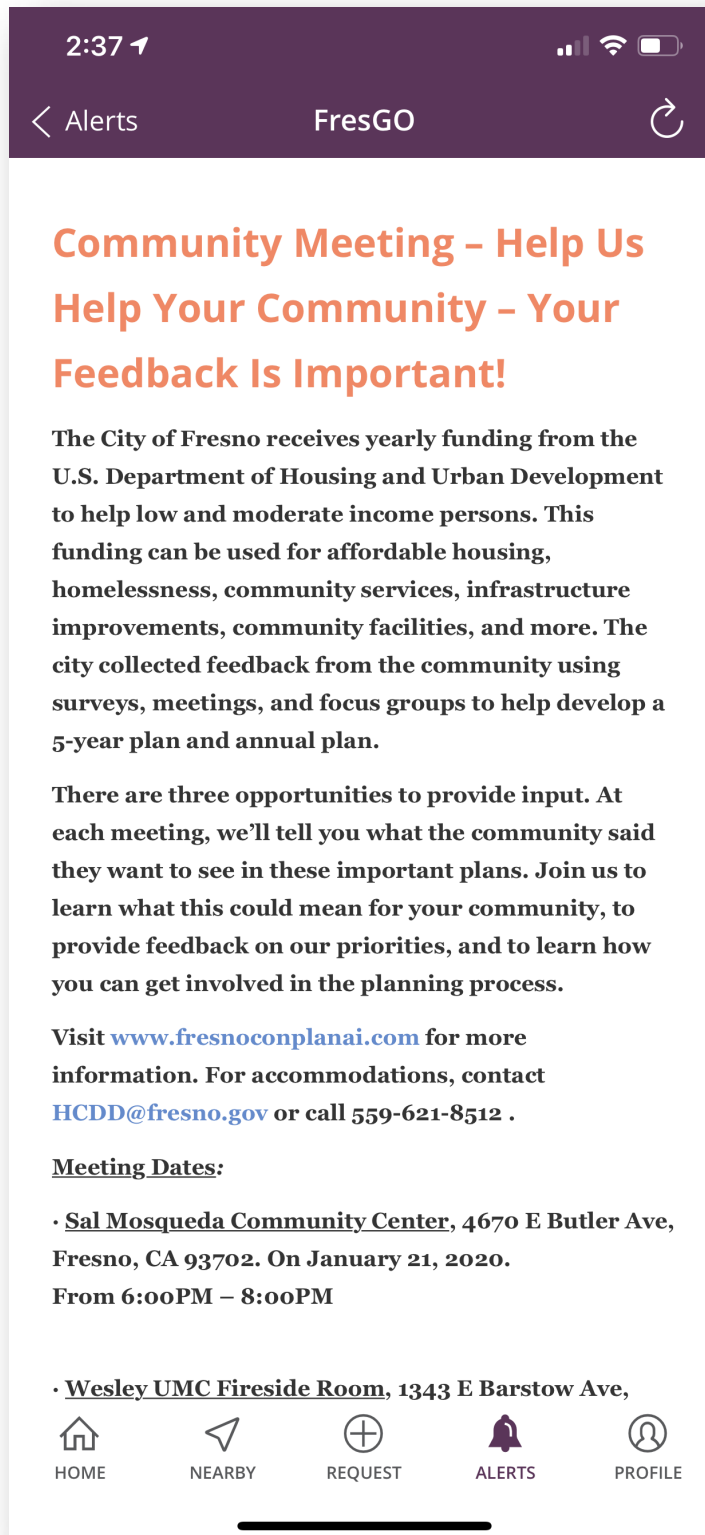 2:37
Alerts
FresGO
Community Meeting – Help Us
Help Your Community – Your
Feedback Is Important!
The City of Fresno receives yearly funding from the
U.S. Department of Housing and Urban Development
to help low and moderate income persons. This
funding can be used for affordable housing,
homelessness, community services, infrastructure
improvements, community facilities, and more. The
city collected feedback from the community using
surveys, meetings, and focus groups to help develop a
5-year plan and annual plan.
There are three opportunities to provide input. At
each meeting, we’ll tell you what the community said
they want to see in these important plans. Join us to
learn what this could mean for your community, to
provide feedback on our priorities, and to learn how
you can get involved in the planning process.
Visit www.fresnoconplanai.com for more
information. For accommodations, contact
HCDD@fresno.gov or call 559-621-8512 .
Meeting Dates:
· Sal Mosqueda Community Center, 4670 E Butler Ave,
Fresno, CA 93702. On January 21, 2020.
From 6:00PM – 8:00PM
· Wesley UMC Fireside Room, 1343 E Barstow Ave,
HOME
NEARBY
REQUEST
ALERTS
PROFILE